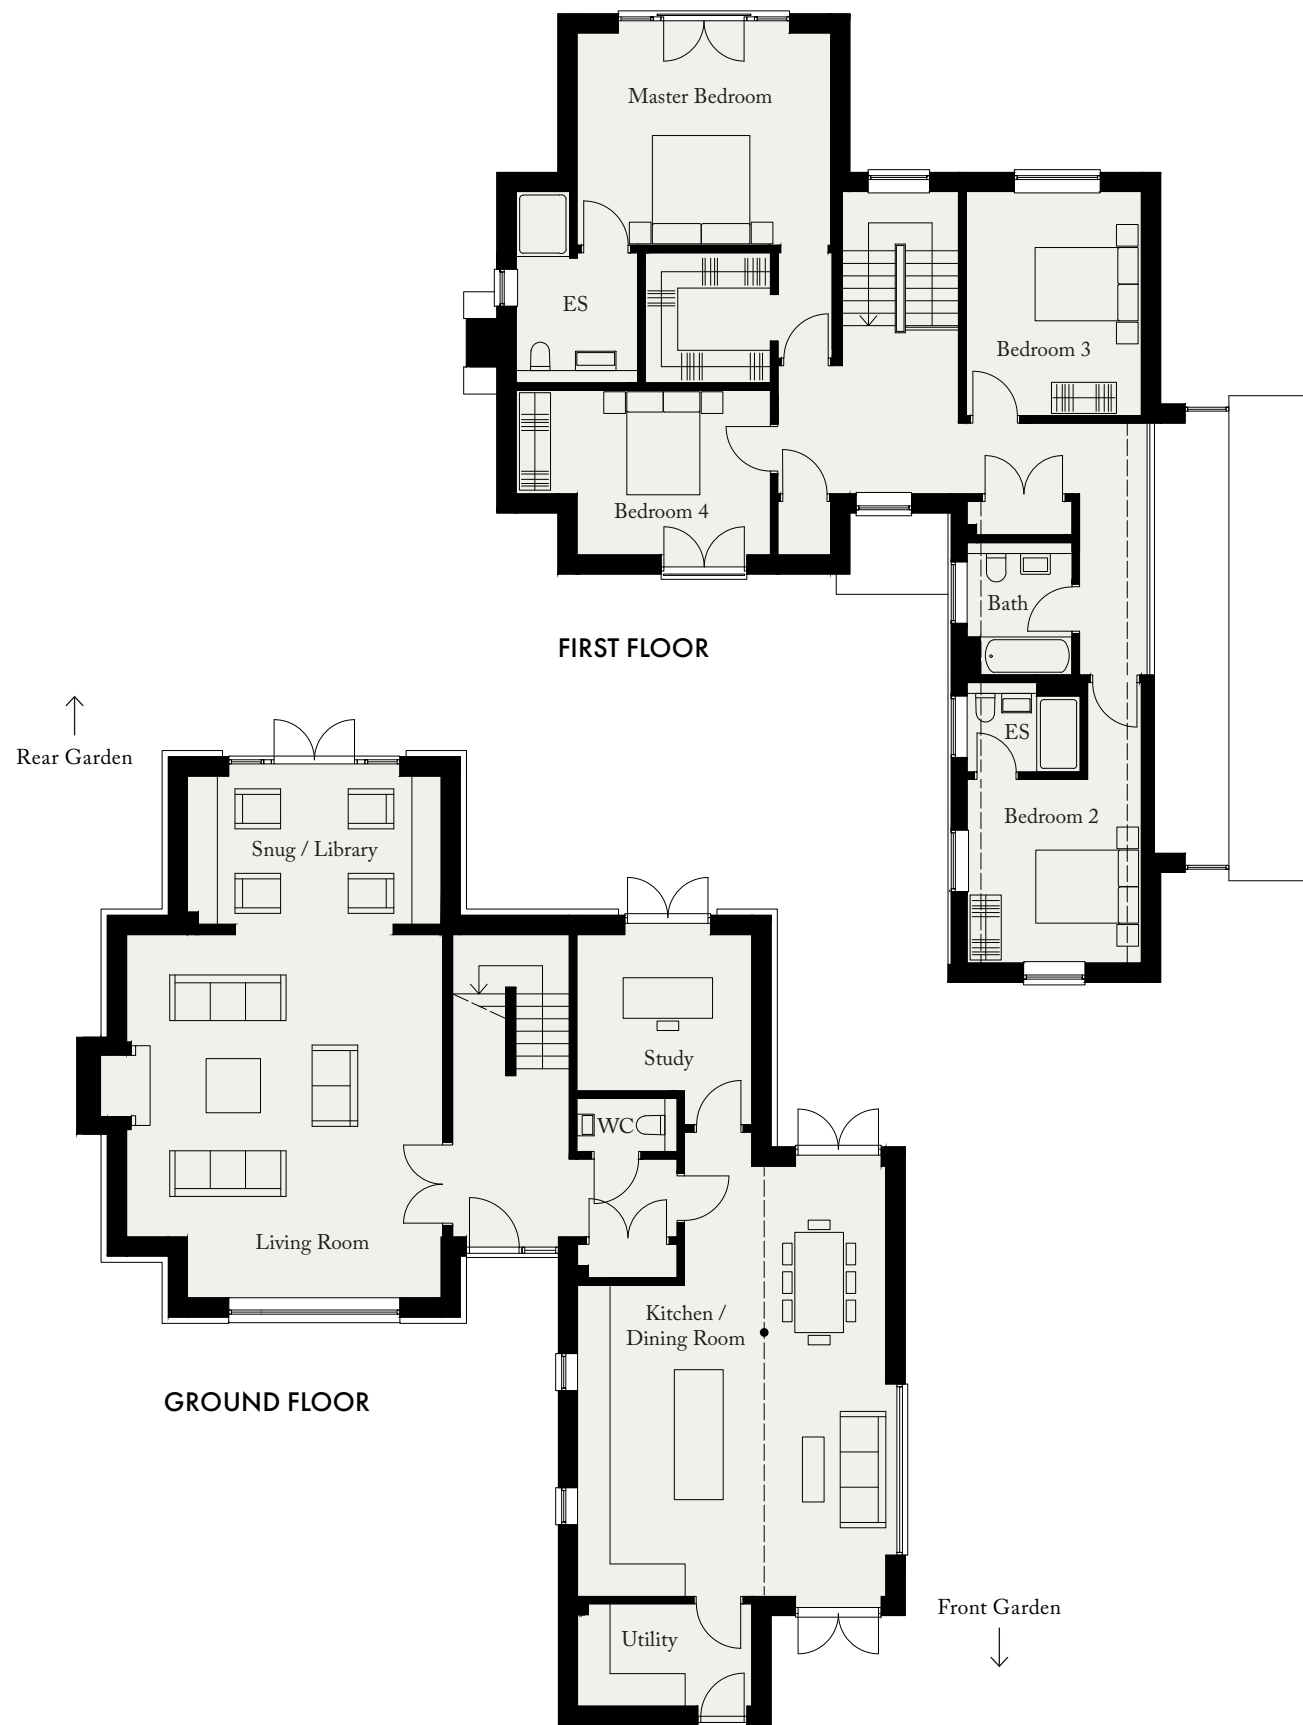 Master Bedroom
ES
Bedroom 3
Bedroom 4
Bath
ES
Bedroom 2
FIRST FLOOR
Rear Garden
Snug / Library
Study
WC
Living Room
Kitchen /
Dining Room
GROUND FLOOR
Utility
Front Garden